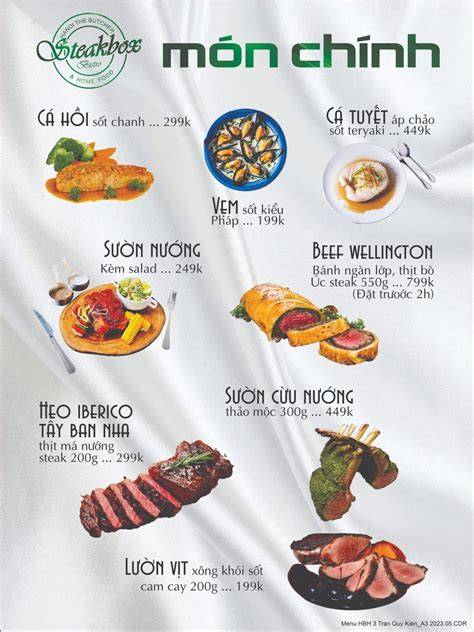 HANOI THE BUTCHER
Steakbox
Bistro
& HOME FOOD
món chính
CÁ HỒI sốt chanh ... 299k
CÁ TUYẾT áp chảo
sốt teryaki ... 449k
VẸM sốt kiểu
Pháp ... 199k
SƯỜN NƯỚNG
Kèm salad ... 249k
BEEF WELLINGTON
Bánh ngàn lớp, thịt bò
Úc steak 550g ... 799k
(Đặt trước 2h)
SƯỜN CỪU NƯỚNG
thảo mộc 300g ... 449k
HEO IBERICO
TÂY BAN NHA
thịt má nướng
steak 200g ... 299k
LƯỜN VỊT xông khói sốt
cam cay 200g ... 199k
Menu HBH 3 Tran Quy Kien_A3 2023.05.CDR